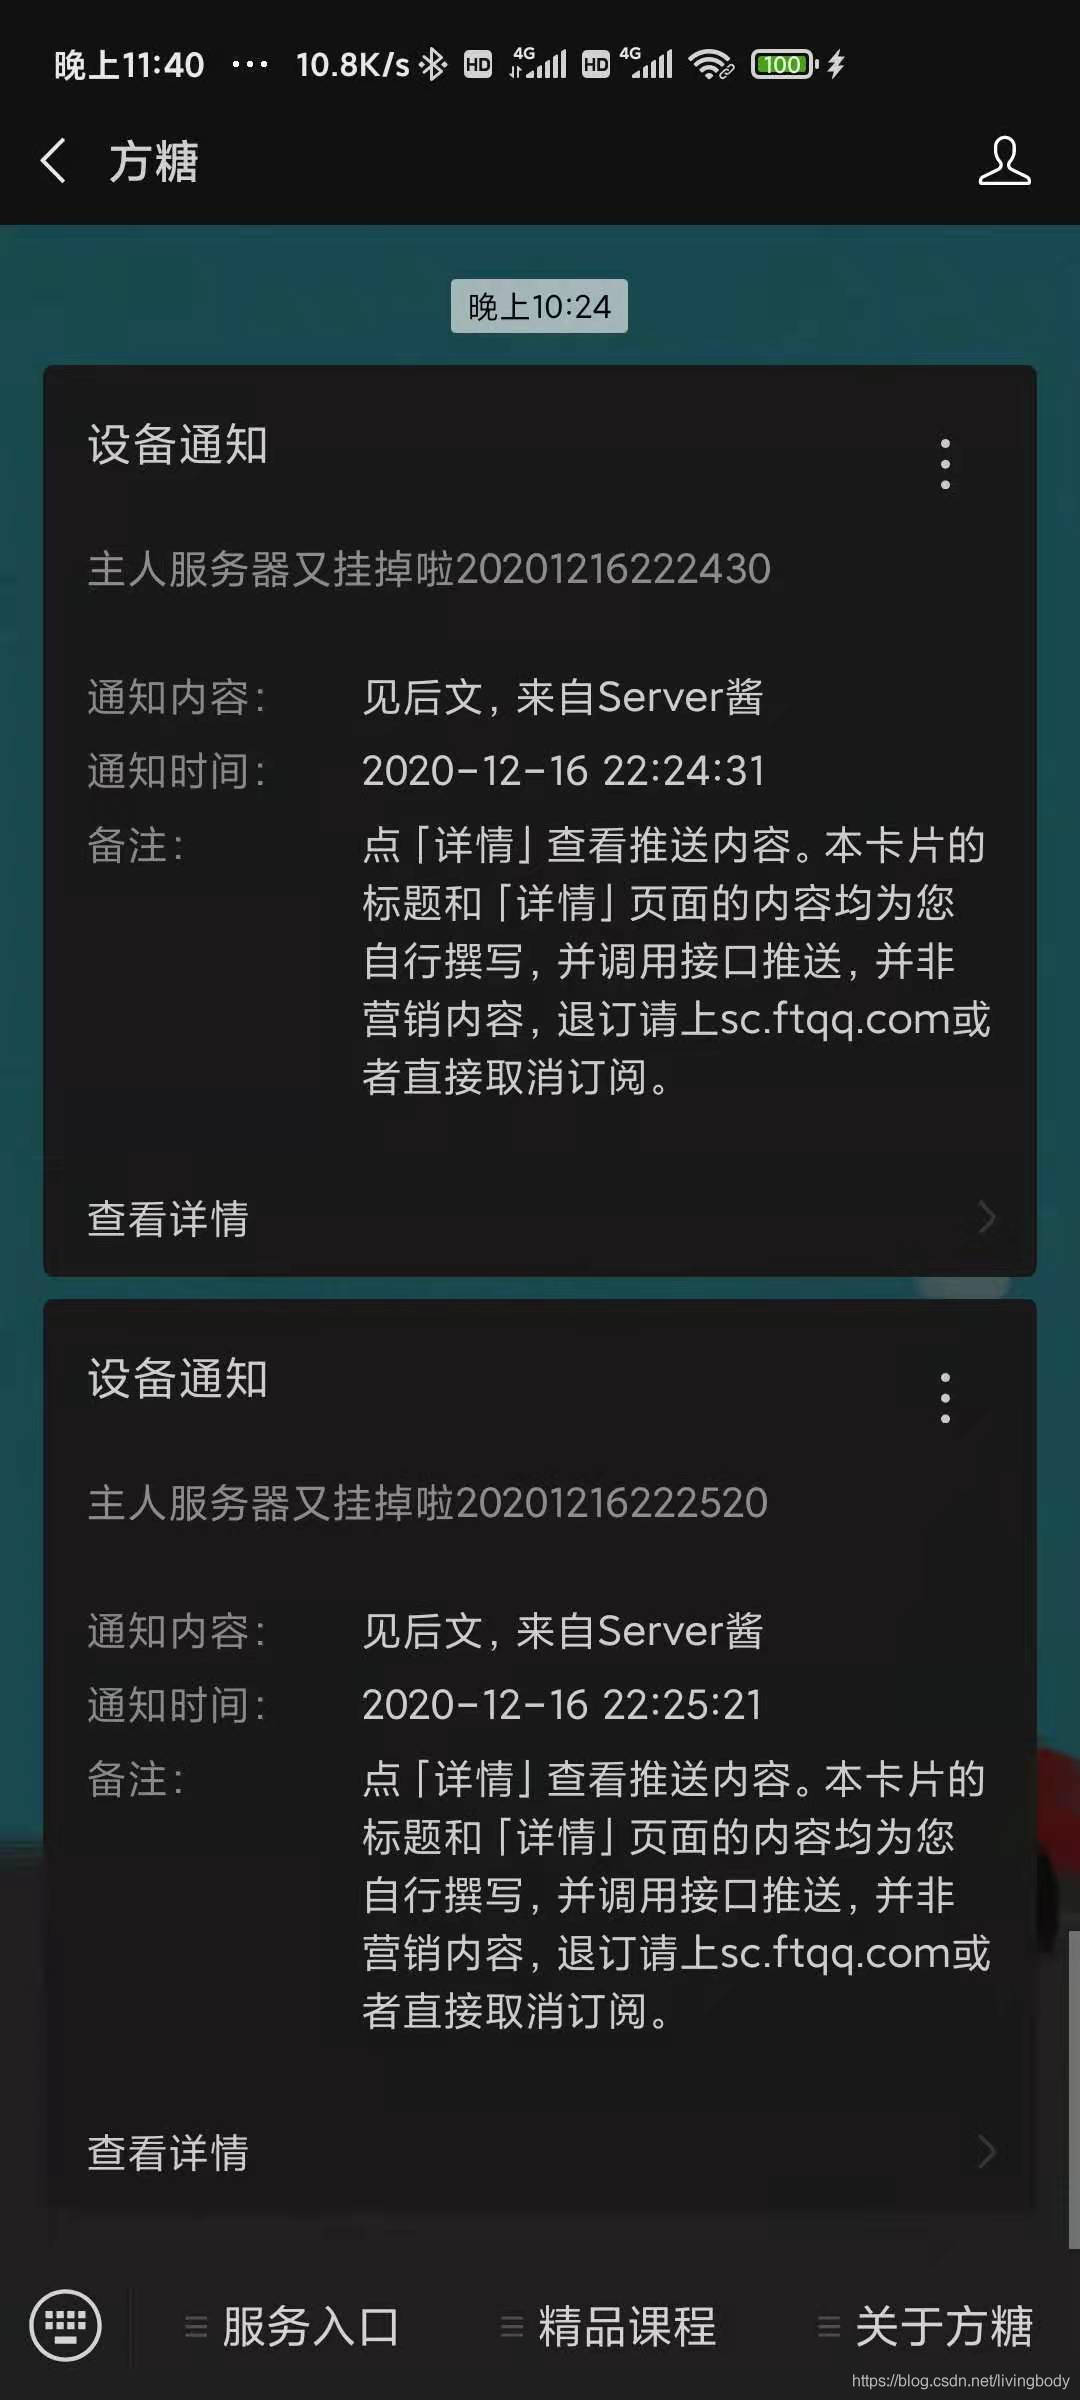 晚上11:40 ··· 10.8K/s HD 4G HD 4G 100
方糖
晚上10:24
设备通知
主人服务器又挂掉啦20201216222430
通知内容: 见后文，来自Server酱
通知时间: 2020-12-16 22:24:31
备注: 点「详情」查看推送内容。本卡片的
标题和「详情」页面的内容均为您
自行撰写，并调用接口推送，并非
营销内容，退订请上sc.ftqq.com或
者直接取消订阅。
查看详情
设备通知
主人服务器又挂掉啦20201216222520
通知内容: 见后文，来自Server酱
通知时间: 2020-12-16 22:25:21
备注: 点「详情」查看推送内容。本卡片的
标题和「详情」页面的内容均为您
自行撰写，并调用接口推送，并非
营销内容，退订请上sc.ftqq.com或
者直接取消订阅。
查看详情
服务入口 精品课程 关于方糖
https://blog.csdn.net/livingbody